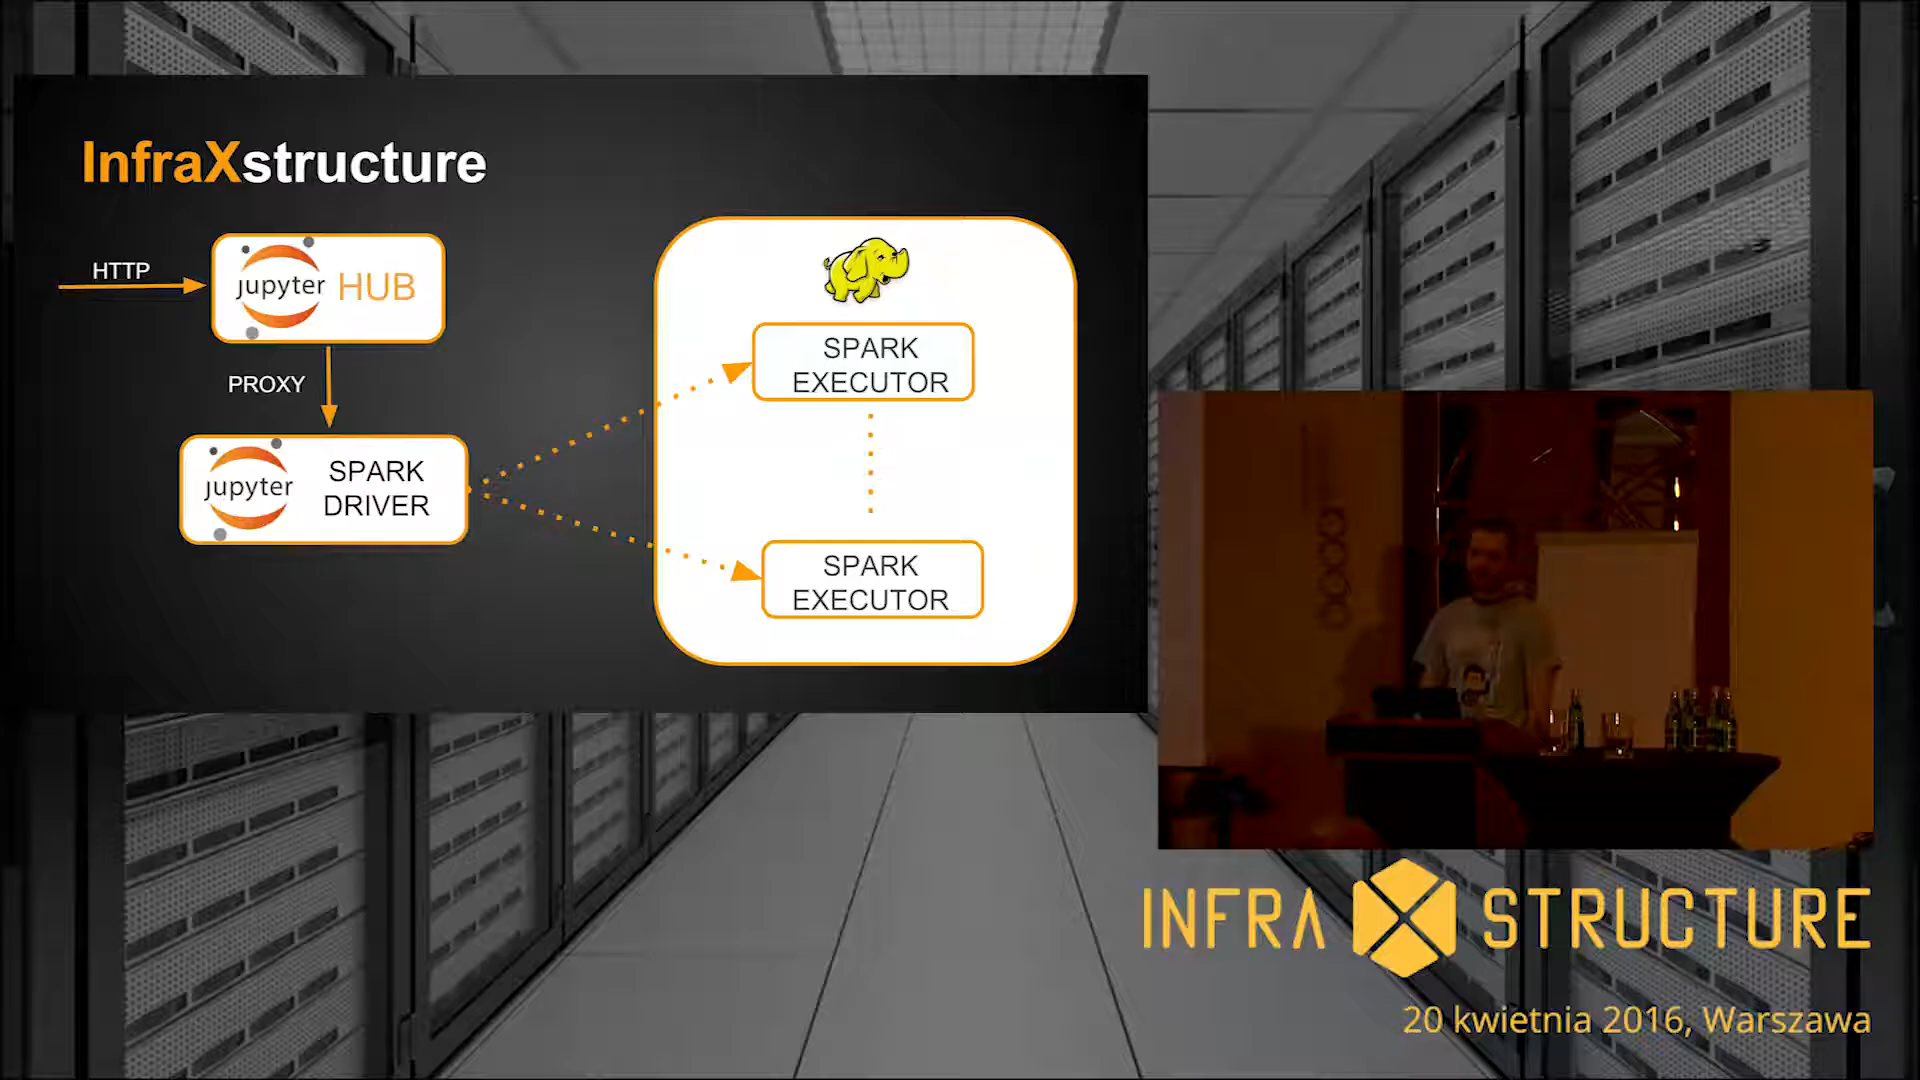 InfraXstructure
HTTP
jupyter HUB
PROXY
jupyter
SPARK
DRIVER
SPARK
EXECUTOR
SPARK
EXECUTOR
INFRA STRUCTURE
20 kwietnia 2016, Warszawa